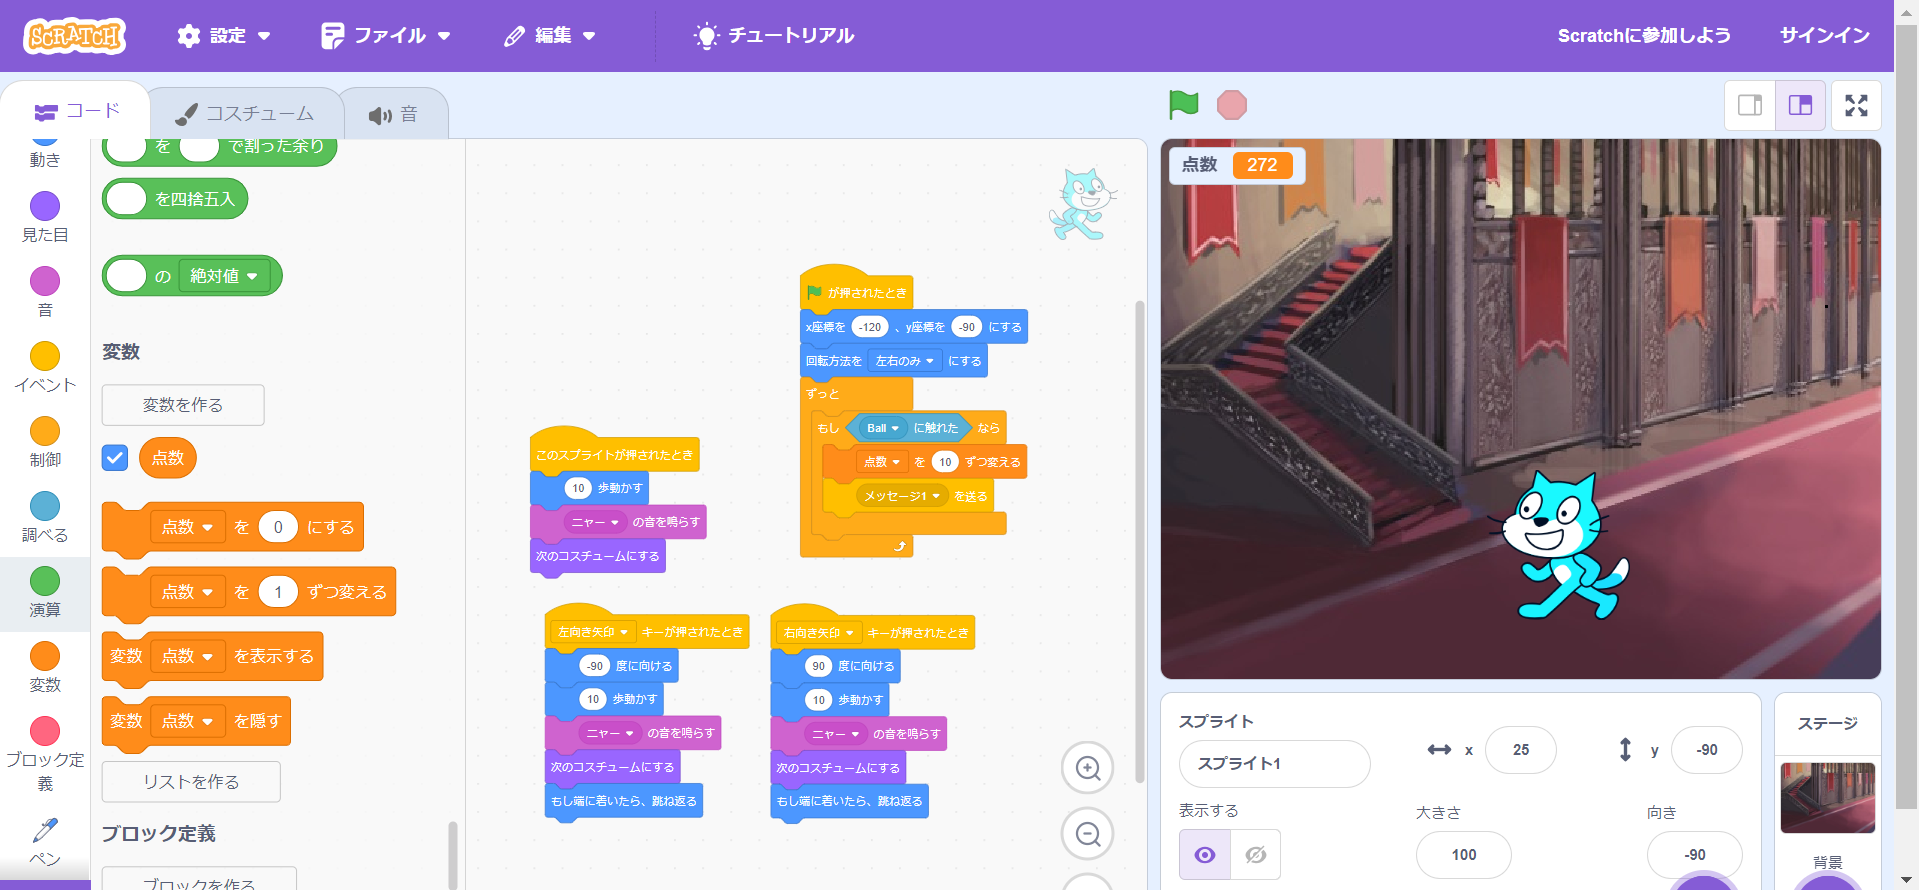 SCRATCH
設定
ファイル
編集
チュートリアル
Scratchに参加しよう
サインイン
コード
コスチューム
音
動き
見た目
音
イベント
制御
調べる
演算
変数
ブロック定義
ペン
を で割った余り
を四捨五入
の 絶対値
変数
変数を作る
点数
点数 を 0 にする
点数 を 1 ずつ変える
変数 点数 を表示する
変数 点数 を隠す
リストを作る
ブロック定義
ブロックを作る
このスプライトが押されたとき
10 歩動かす
ニャー の音を鳴らす
次のコスチュームにする
が押されたとき
x座標を -120 、y座標を -90 にする
回転方法を 左右のみ にする
ずっと
もし Ball に触れた なら
点数 を 10 ずつ変える
メッセージ1 を送る
左向き矢印 キーが押されたとき
-90 度に向ける
10 歩動かす
ニャー の音を鳴らす
次のコスチュームにする
もし端に着いたら、跳ね返る
右向き矢印 キーが押されたとき
90 度に向ける
10 歩動かす
ニャー の音を鳴らす
次のコスチュームにする
もし端に着いたら、跳ね返る
点数 272
スプライト
スプライト1
x 25
y -90
表示する
大きさ 100
向き -90
ステージ
背景